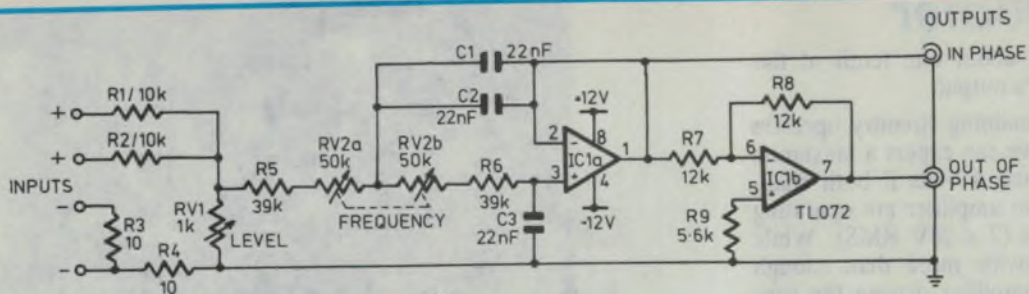 OUTPUTS
C1 22nF
IN PHASE
C2
22nF
+12V
R8
12k
R1/10k
+
R2/10k
+
RV2a
50k
RV2b
50k
2
-
8
IC1a
1
3
+
4
R7
12k
6
-
7
IC1b
5
+
TL072
OUT OF
PHASE
INPUTS
R5
39k
R6
39k
FREQUENCY
-12V
C3
22nF
R9
5·6k
-
R3
10
RV1
1k
LEVEL
-
R4
10